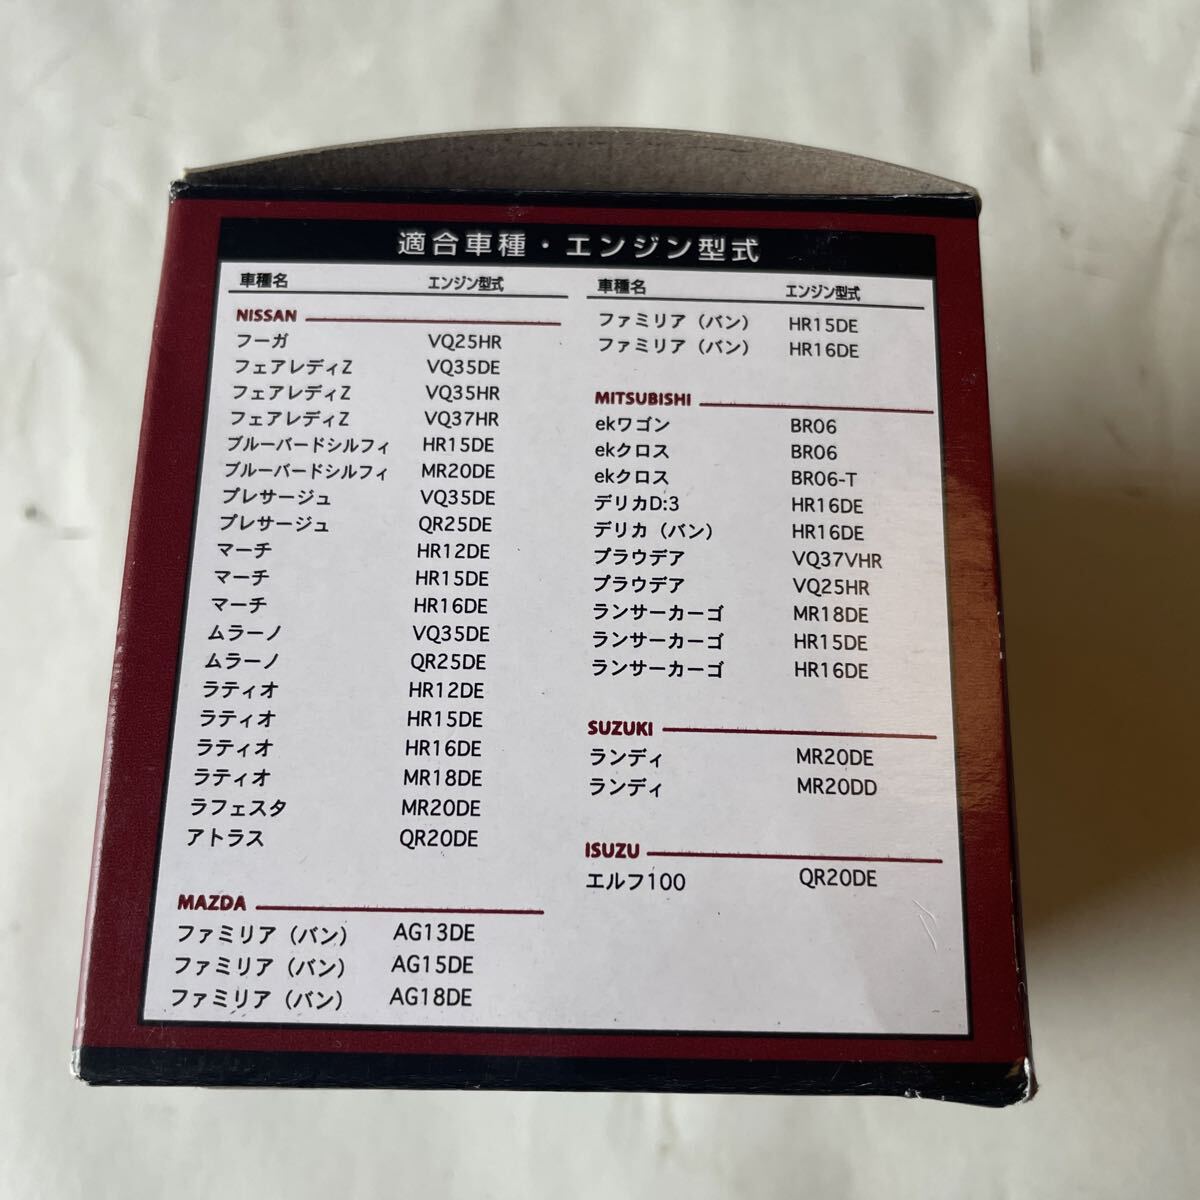 適合車種・エンジン型式
車種名 エンジン型式
NISSAN
フーガ VQ25HR
フェアレディZ VQ35DE
フェアレディZ VQ35HR
フェアレディZ VQ37HR
ブルーバードシルフィ HR15DE
ブルーバードシルフィ MR20DE
プレサージュ VQ35DE
プレサージュ QR25DE
マーチ HR12DE
マーチ HR15DE
マーチ HR16DE
ムラーノ VQ35DE
ムラーノ QR25DE
ラティオ HR12DE
ラティオ HR15DE
ラティオ HR16DE
ラティオ MR18DE
ラフェスタ MR20DE
アトラス QR20DE
MAZDA
ファミリア（バン） AG13DE
ファミリア（バン） AG15DE
ファミリア（バン） AG18DE
車種名 エンジン型式
ファミリア（バン） HR15DE
ファミリア（バン） HR16DE
MITSUBISHI
ekワゴン BR06
ekクロス BR06
ekクロス BR06-T
デリカD:3 HR16DE
デリカ（バン） HR16DE
プラウデア VQ37VHR
プラウデア VQ25HR
ランサーカーゴ MR18DE
ランサーカーゴ HR15DE
ランサーカーゴ HR16DE
SUZUKI
ランディ MR20DE
ランディ MR20DD
ISUZU
エルフ100 QR20DE